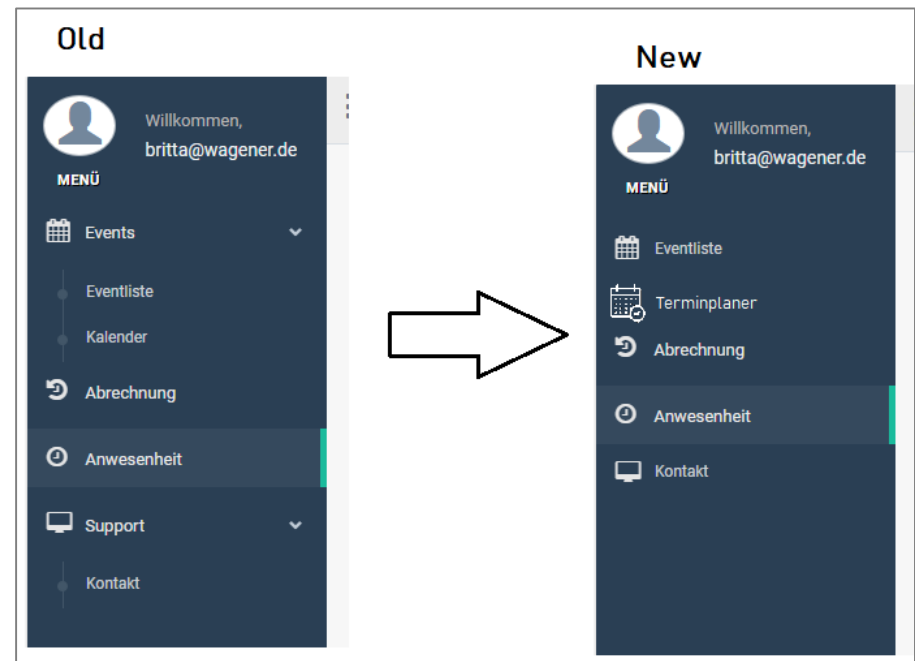 Old
Willkommen,
britta@wagener.de
MENÜ
Events
Eventliste
Kalender
Abrechnung
Anwesenheit
Support
Kontakt
New
Willkommen,
britta@wagener.de
MENÜ
Eventliste
Terminplaner
Abrechnung
Anwesenheit
Kontakt